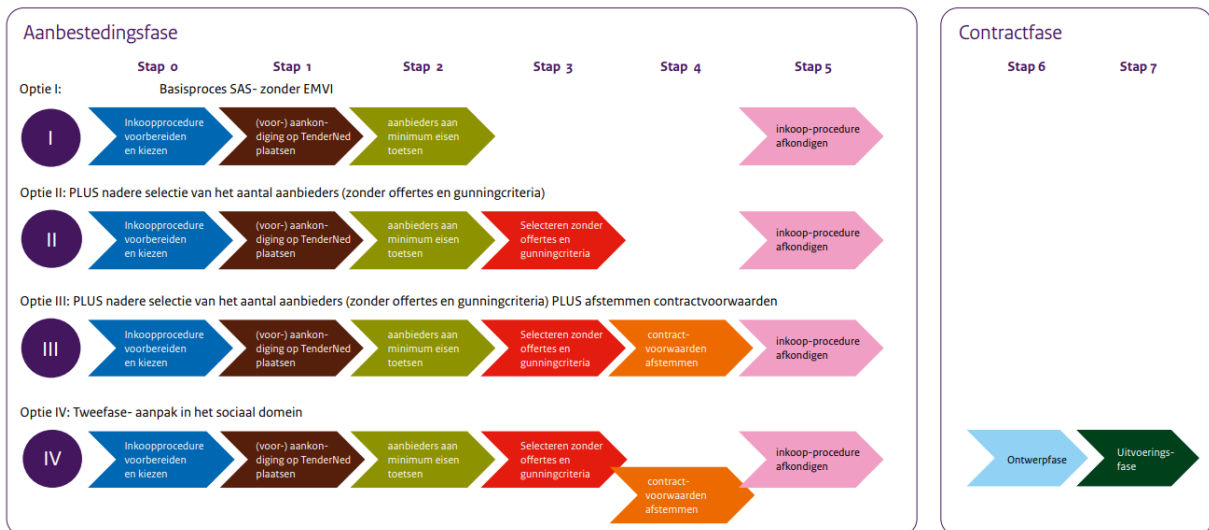 Aanbestedingsfase
Contractfase
Stap 0 Stap 1 Stap 2 Stap 3 Stap 4 Stap 5 Stap 6 Stap 7
Optie I: Basisproces SAS- zonder EMVI
I
Inkoopprocedure
voorbereiden
en kiezen
(voor-) aankon-
diging op TenderNed
plaatsen
aanbieders aan
minimum eisen
toetsen
inkoop-procedure
afkondigen
Optie II: PLUS nadere selectie van het aantal aanbieders (zonder offertes en gunningcriteria)
II
Inkoopprocedure
voorbereiden
en kiezen
(voor-) aankon-
diging op TenderNed
plaatsen
aanbieders aan
minimum eisen
toetsen
Selecteren zonder
offertes en
gunningcriteria
inkoop-procedure
afkondigen
Optie III: PLUS nadere selectie van het aantal aanbieders (zonder offertes en gunningcriteria) PLUS afstemmen contractvoorwaarden
III
Inkoopprocedure
voorbereiden
en kiezen
(voor-) aankon-
diging op TenderNed
plaatsen
aanbieders aan
minimum eisen
toetsen
Selecteren zonder
offertes en
gunningcriteria
contract-
voorwaarden
afstemmen
inkoop-procedure
afkondigen
Optie IV: Tweefase- aanpak in het sociaal domein
IV
Inkoopprocedure
voorbereiden
en kiezen
(voor-) aankon-
diging op TenderNed
plaatsen
aanbieders aan
minimum eisen
toetsen
Selecteren zonder
offertes en
gunningcriteria
contract-
voorwaarden
afstemmen
inkoop-procedure
afkondigen
Ontwerpfase
Uitvoerings-
fase